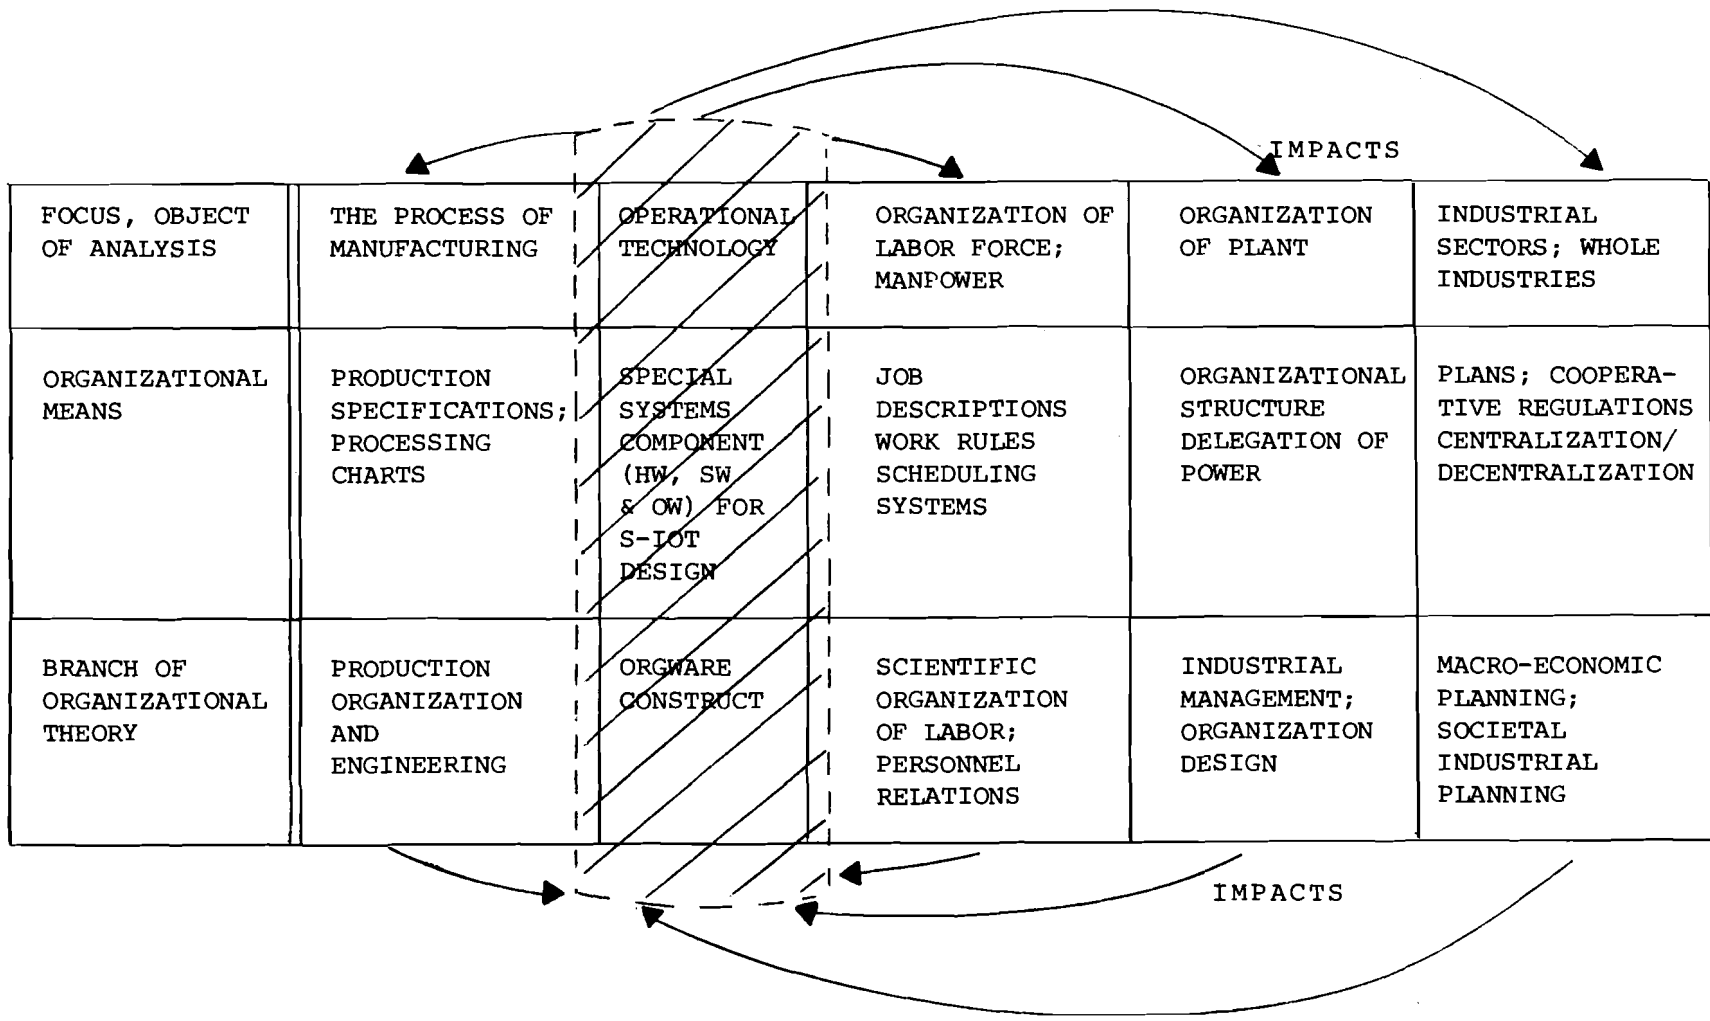 IMPACTS
FOCUS, OBJECT
OF ANALYSIS
THE PROCESS OF
MANUFACTURING
OPERATIONAL
TECHNOLOGY
ORGANIZATION OF
LABOR FORCE;
MANPOWER
ORGANIZATION
OF PLANT
INDUSTRIAL
SECTORS; WHOLE
INDUSTRIES
ORGANIZATIONAL
MEANS
PRODUCTION
SPECIFICATIONS;
PROCESSING
CHARTS
SPECIAL
SYSTEMS
COMPONENT
(HW, SW
& OW) FOR
S-IOT
DESIGN
JOB
DESCRIPTIONS
WORK RULES
SCHEDULING
SYSTEMS
ORGANIZATIONAL
STRUCTURE
DELEGATION OF
POWER
PLANS; COOPERA-
TIVE REGULATIONS
CENTRALIZATION/
DECENTRALIZATION
BRANCH OF
ORGANIZATIONAL
THEORY
PRODUCTION
ORGANIZATION
AND
ENGINEERING
ORGWARE
CONSTRUCT
SCIENTIFIC
ORGANIZATION
OF LABOR;
PERSONNEL
RELATIONS
INDUSTRIAL
MANAGEMENT;
ORGANIZATION
DESIGN
MACRO-ECONOMIC
PLANNING;
SOCIETAL
INDUSTRIAL
PLANNING
IMPACTS